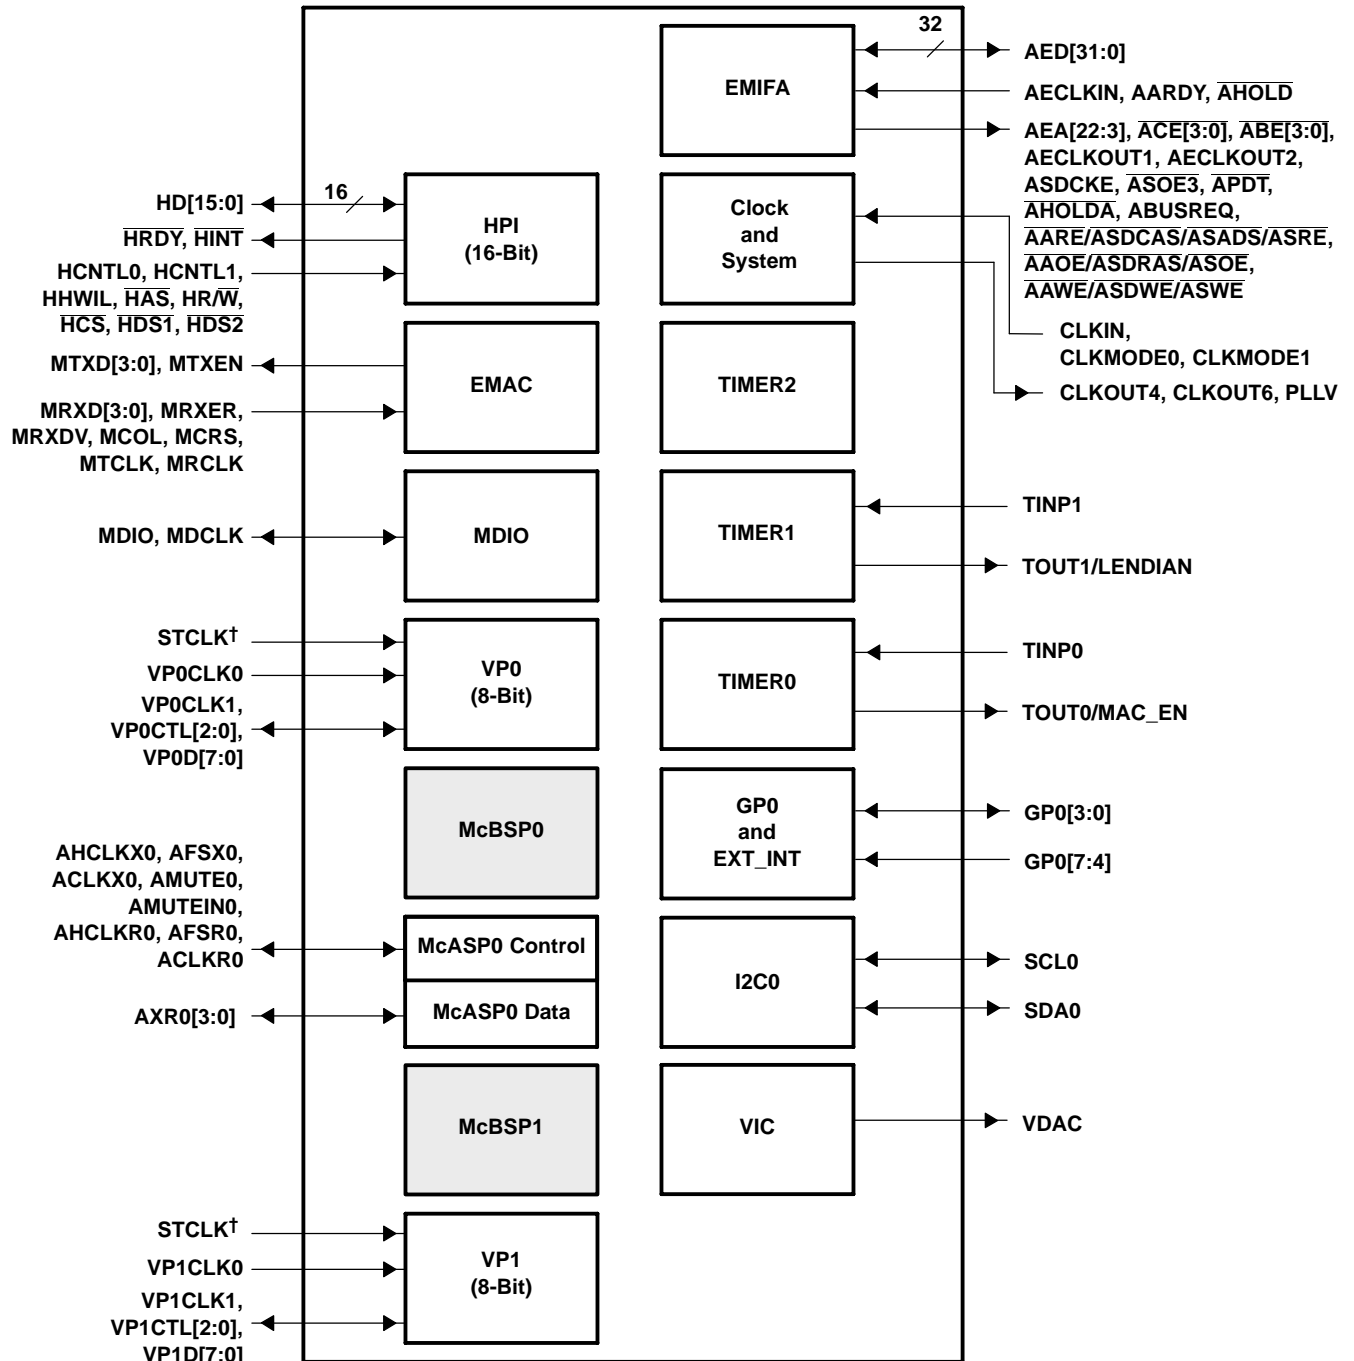 32
AED[31:0]
EMIFA
AECLKIN, AARDY, AHOLD
AEA[22:3], ACE[3:0], ABE[3:0],
AECLKOUT1, AECLKOUT2,
ASDCKE, ASOE3, APDT,
AHOLDA, ABUSREQ,
AARE/ASDCAS/ASADS/ASRE,
AAOE/ASDRAS/ASOE,
AAWE/ASDWE/ASWE
HD[15:0]
16
HRDY, HINT
HCNTL0, HCNTL1,
HHWIL, HAS, HR/W,
HCS, HDS1, HDS2
HPI
(16-Bit)
Clock
and
System
CLKIN,
CLKMODE0, CLKMODE1
CLKOUT4, CLKOUT6, PLLV
MTXD[3:0], MTXEN
MRXD[3:0], MRXER,
MRXDV, MCOL, MCRS,
MTCLK, MRCLK
EMAC
TIMER2
MDIO, MDCLK
MDIO
TIMER1
TINP1
TOUT1/LENDIAN
STCLK†
VP0CLK0
VP0CLK1,
VP0CTL[2:0],
VP0D[7:0]
VP0
(8-Bit)
TIMER0
TINP0
TOUT0/MAC_EN
McBSP0
GP0
and
EXT_INT
GP0[3:0]
GP0[7:4]
AHCLKX0, AFSX0,
ACLKX0, AMUTE0,
AMUTEIN0,
AHCLKR0, AFSR0,
ACLKR0
McASP0 Control
AXR0[3:0]
McASP0 Data
I2C0
SCL0
SDA0
McBSP1
VIC
VDAC
STCLK†
VP1CLK0
VP1CLK1,
VP1CTL[2:0],
VP1D[7:0]
VP1
(8-Bit)